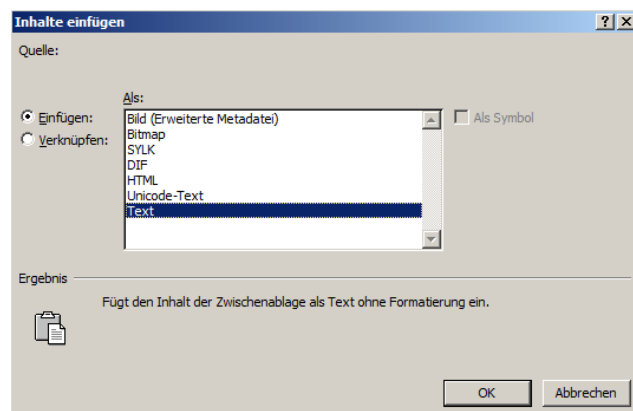 Inhalte einfügen
Quelle:
Als:
Einfügen:
Verknüpfen:
Bild (Erweiterte Metadatei)
Bitmap
SYLK
DIF
HTML
Unicode-Text
Text
Als Symbol
Ergebnis
Fügt den Inhalt der Zwischenablage als Text ohne Formatierung ein.
OK
Abbrechen